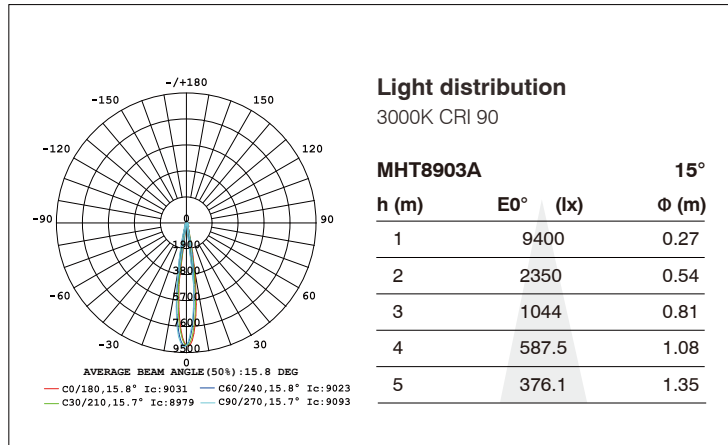 -/+180
-150 150
-120 120
-90 0 90
1900
-60 3800 60
5700
-30 7600 30
9500
0
AVERAGE BEAM ANGLE(50%):15.8 DEG
C0/180,15.8° Ic:9031 C60/240,15.8° Ic:9023
C30/210,15.7° Ic:8979 C90/270,15.7° Ic:9093
Light distribution
3000K CRI 90
MHT8903A 15°
h (m) E0° (lx) Φ (m)
1 9400 0.27
2 2350 0.54
3 1044 0.81
4 587.5 1.08
5 376.1 1.35